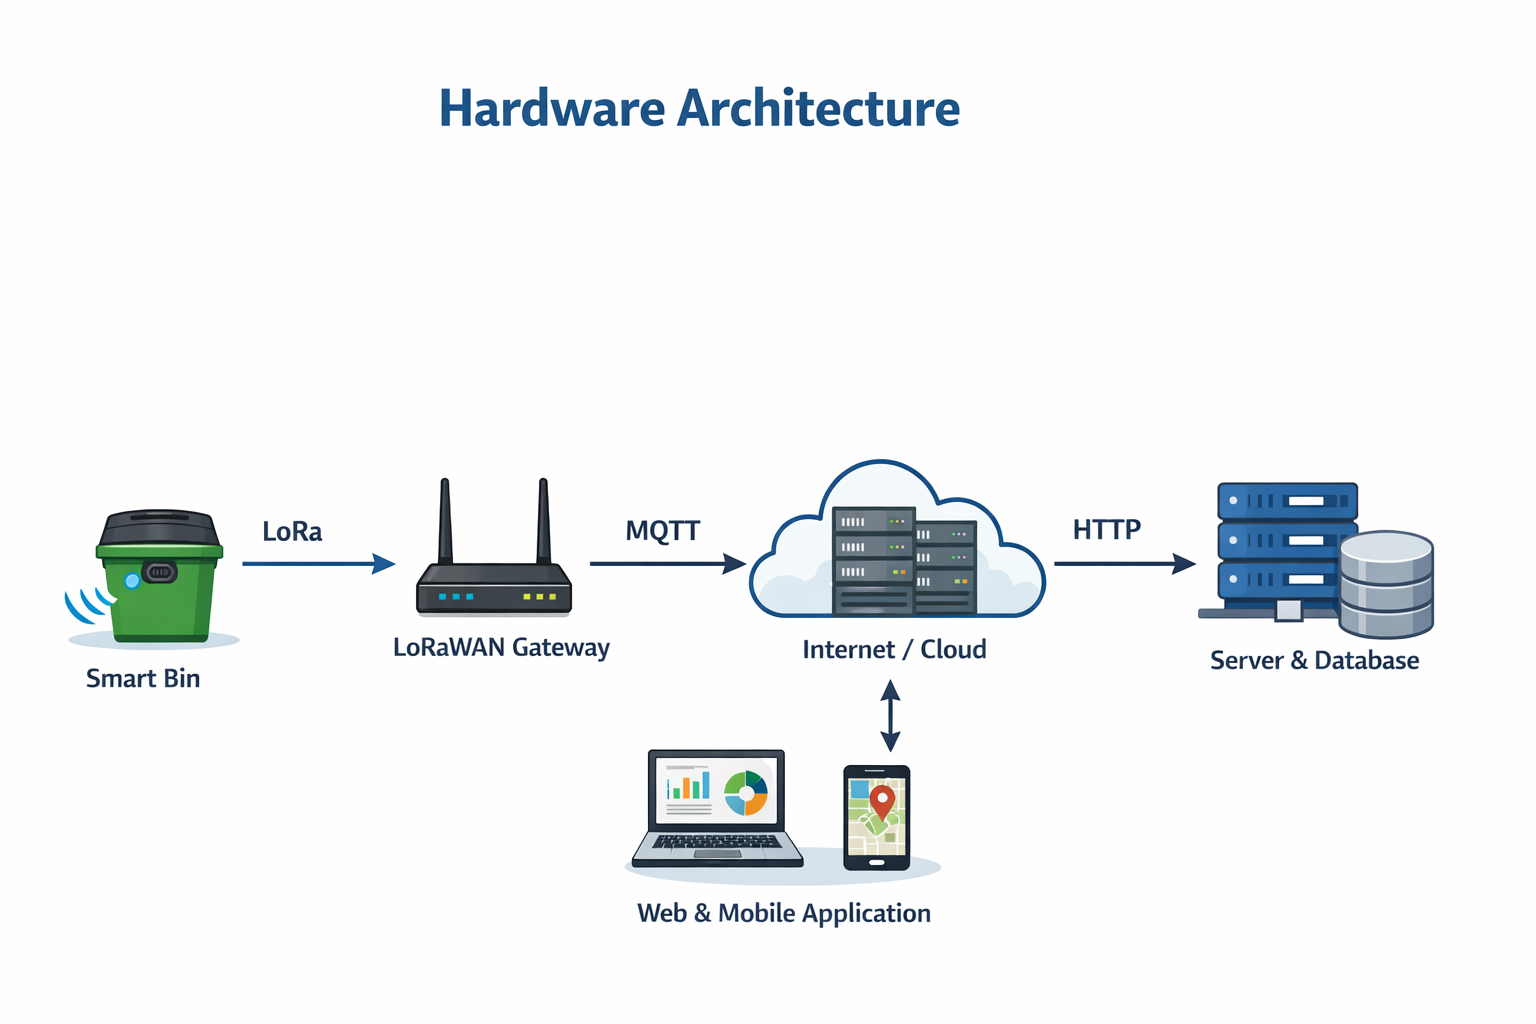 Hardware Architecture
LoRa
MQTT
HTTP
Smart Bin
LoRaWAN Gateway
Internet / Cloud
Server & Database
Web & Mobile Application